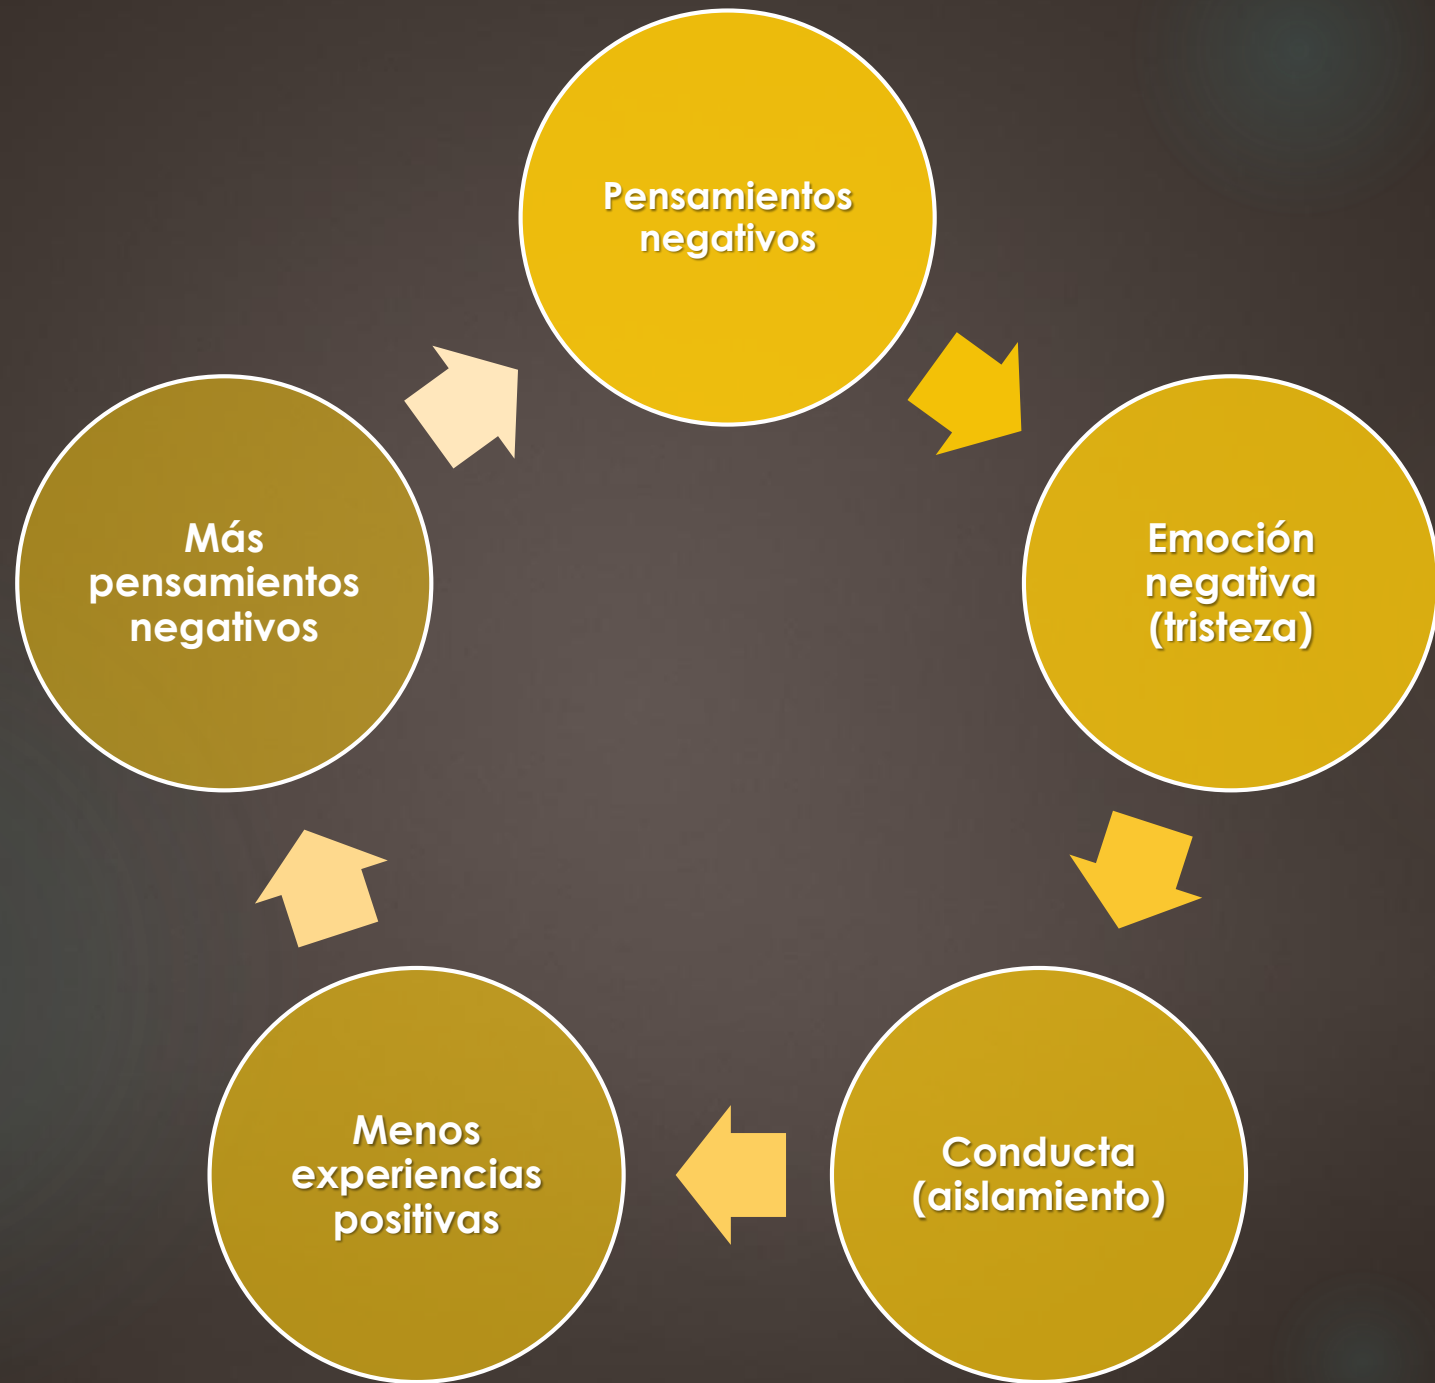 Pensamientos
negativos
Emoción
negativa
(tristeza)
Conducta
(aislamiento)
Menos
experiencias
positivas
Más
pensamientos
negativos